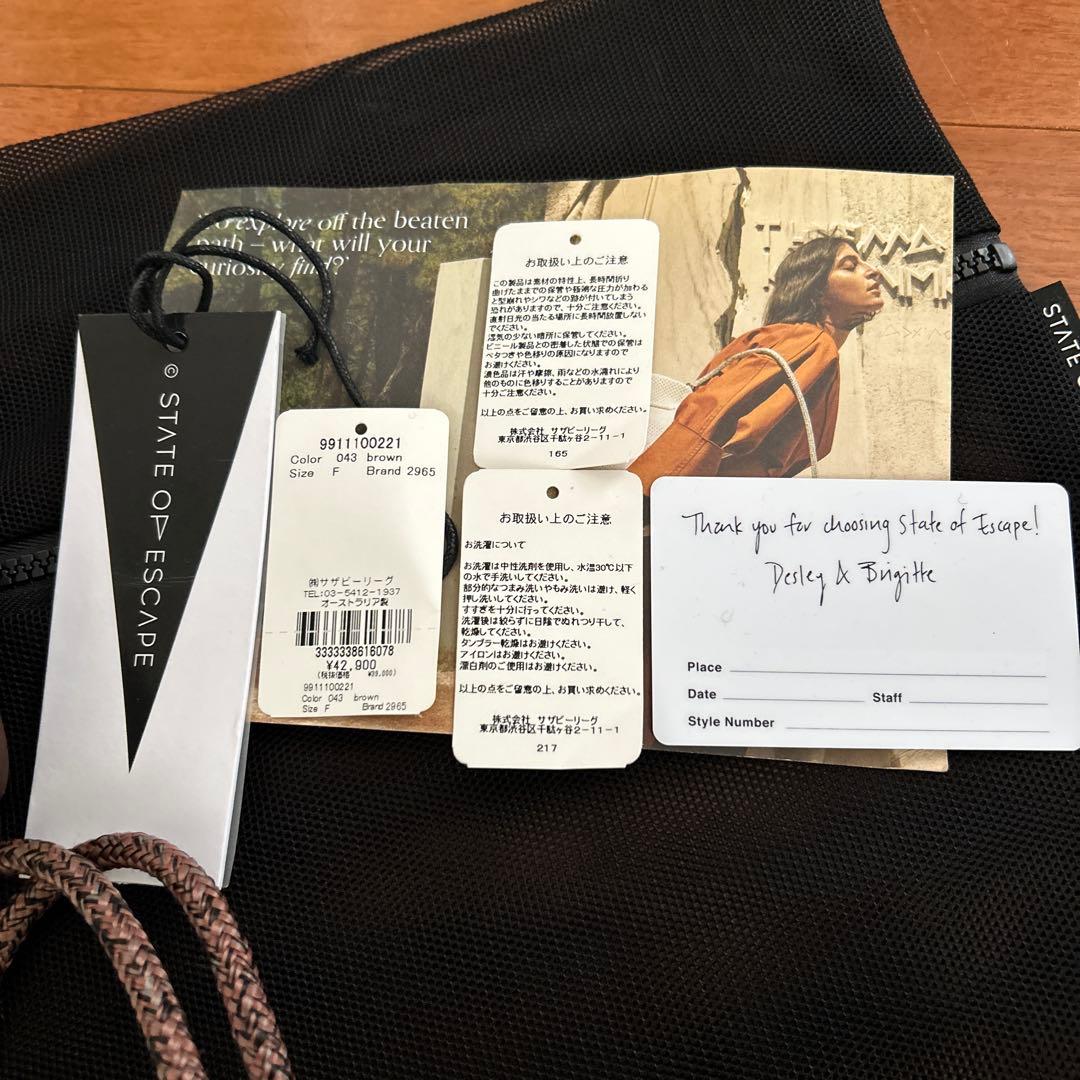 To explore off the beaten
path – what will your
curiosity find?
© STATE OF ESCAPE
9911100221
Color 043 brown
Size F Brand 2965
㈱サザビーリーグ
TEL:03-5412-1937
オーストラリア製
3333338616078
¥42,900
(税抜価格 ¥39,000)
9911100221
Color 043 brown
Size F Brand 2965
お取扱い上のご注意
この製品は素材の特性上、長時間折り
曲げたままでの保管や極端な圧力が加わる
と型崩れやシワなどの跡が付いてしまう
恐れがありますので、十分ご注意ください。
直射日光の当たる場所に長時間放置しない
でください。
湿気の少ない暗所に保管してください。
ビニール製品との密着した状態での保管は
ベタつきや色移りの原因になりますので
お避けください。
濃色品は汗や摩擦、雨などの水濡れにより
他のものに色移りすることがありますので
十分ご注意ください。
以上の点をご留意の上、お買い求めください。
株式会社 サザビーリーグ
東京都渋谷区千駄ヶ谷2-11-1
165
お取扱い上のご注意
お洗濯について
お洗濯は中性洗剤を使用し、水温30℃以下
の水で手洗いしてください。
部分的なつまみ洗いやもみ洗いは避け、軽く
押し洗いしてください。
すすぎを十分に行ってください。
洗濯後は絞らずに日陰でぬれつり干しして、
乾燥してください。
タンブラー乾燥はお避けください。
アイロンはお避けください。
漂白剤のご使用はお避けください。
以上の点をご留意の上、お買い求めください。
株式会社 サザビーリーグ
東京都渋谷区千駄ヶ谷2-11-1
217
Thank you for choosing State of Escape!
Desley & Brigitte
Place
Date Staff
Style Number
STATE